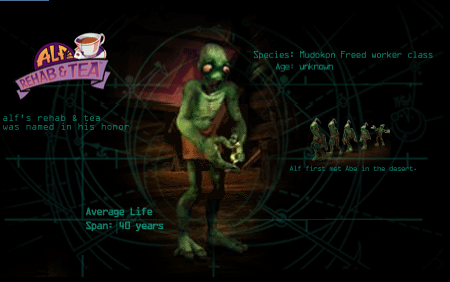 ALF's
REHAB & TEA
Species: Mudokon Freed worker class
Age: unknown
alf's rehab & tea
was named in his honor
Alf first met Abe in the desert.
Average Life
Span: 40 years